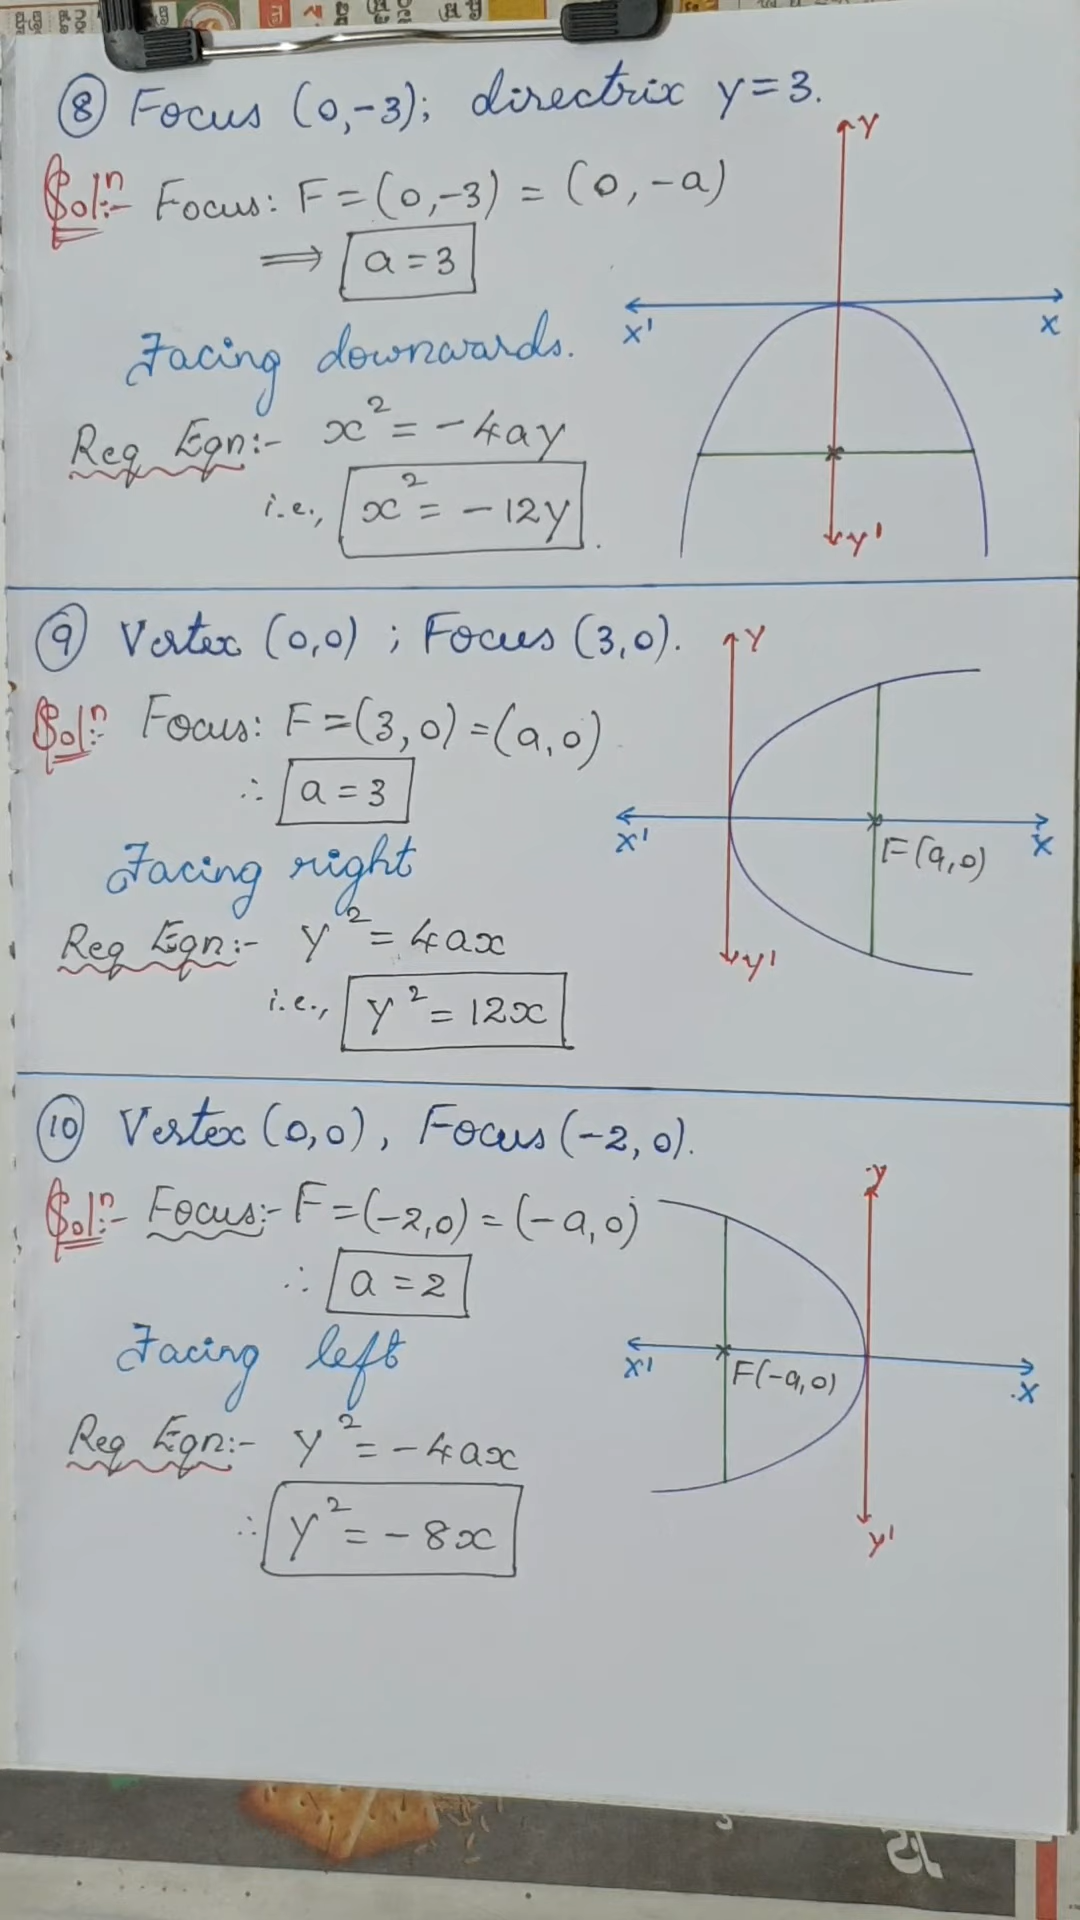 ⑧ Focus (0,-3); directrix y=3.
Solⁿ:- Focus: F = (0,-3) = (0,-a)
⟹ a = 3
Facing downwards.
Req Eqn:- x² = -4ay
i.e., x² = -12y.
Y
X'
X
Y'
⑨ Vertex (0,0) ; Focus (3,0).
Solⁿ:- Focus: F = (3,0) = (a,0)
∴ a = 3
Facing right
Req Eqn:- y² = 4ax
i.e., y² = 12x
Y
X'
X
F(a,0)
Y'
⑩ Vertex (0,0), Focus (-2,0).
Solⁿ:- Focus:- F = (-2,0) = (-a,0)
∴ a = 2
Facing left
Req Eqn:- y² = -4ax
∴ y² = -8x
Y
X'
X
F(-a,0)
Y'